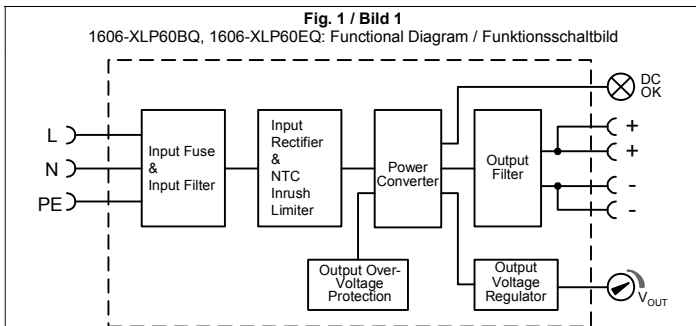 Fig. 1 / Bild 1
1606-XLP60BQ, 1606-XLP60EQ: Functional Diagram / Funktionsschaltbild
DC
OK
L
N
PE
Input Fuse
&
Input Filter
Input
Rectifier
&
NTC
Inrush
Limiter
Power
Converter
Output
Filter
+
+
-
-
Output Over-
Voltage
Protection
Output
Voltage
Regulator
VOUT